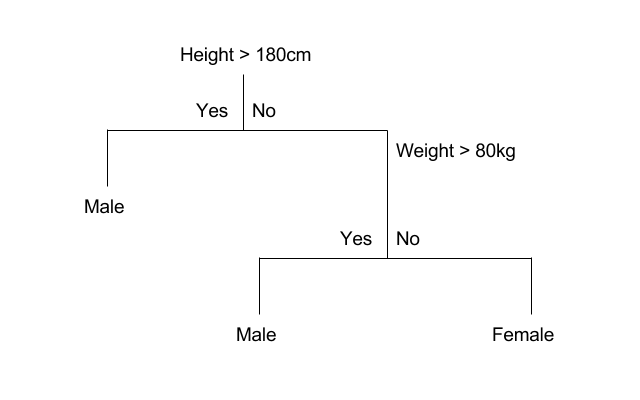 Height > 180cm
Yes No
Weight > 80kg
Male
Yes No
Male Female